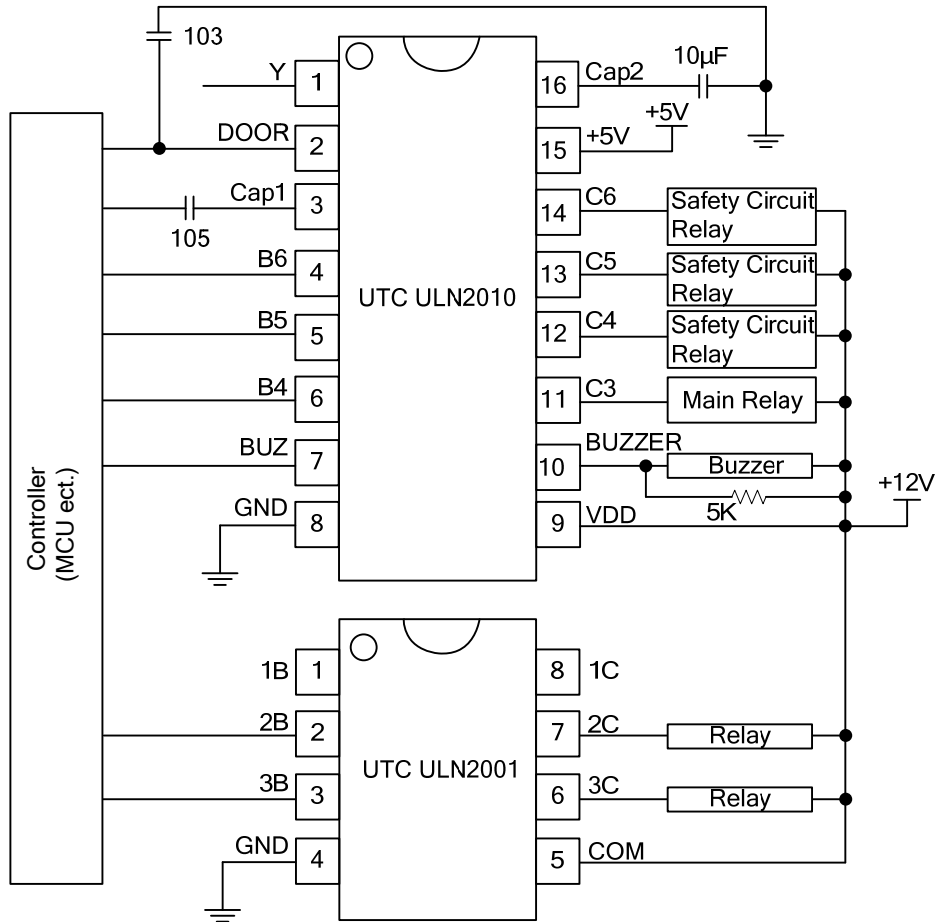 103
Y
1
DOOR
2
Cap1
3
105
B6
4
B5
5
B4
6
BUZ
7
GND
8
UTC ULN2010
16
Cap2
10µF
15
+5V
+5V
14
C6
Safety Circuit
Relay
13
C5
Safety Circuit
Relay
12
C4
Safety Circuit
Relay
11
C3
Main Relay
10
BUZZER
Buzzer
5K
9
VDD
+12V
Controller
(MCU ect.)
1B
1
2B
2
3B
3
GND
4
UTC ULN2001
8
1C
7
2C
Relay
6
3C
Relay
5
COM